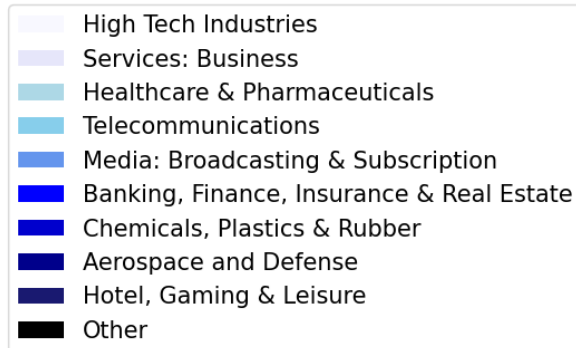 High Tech Industries
Services: Business
Healthcare & Pharmaceuticals
Telecommunications
Media: Broadcasting & Subscription
Banking, Finance, Insurance & Real Estate
Chemicals, Plastics & Rubber
Aerospace and Defense
Hotel, Gaming & Leisure
Other